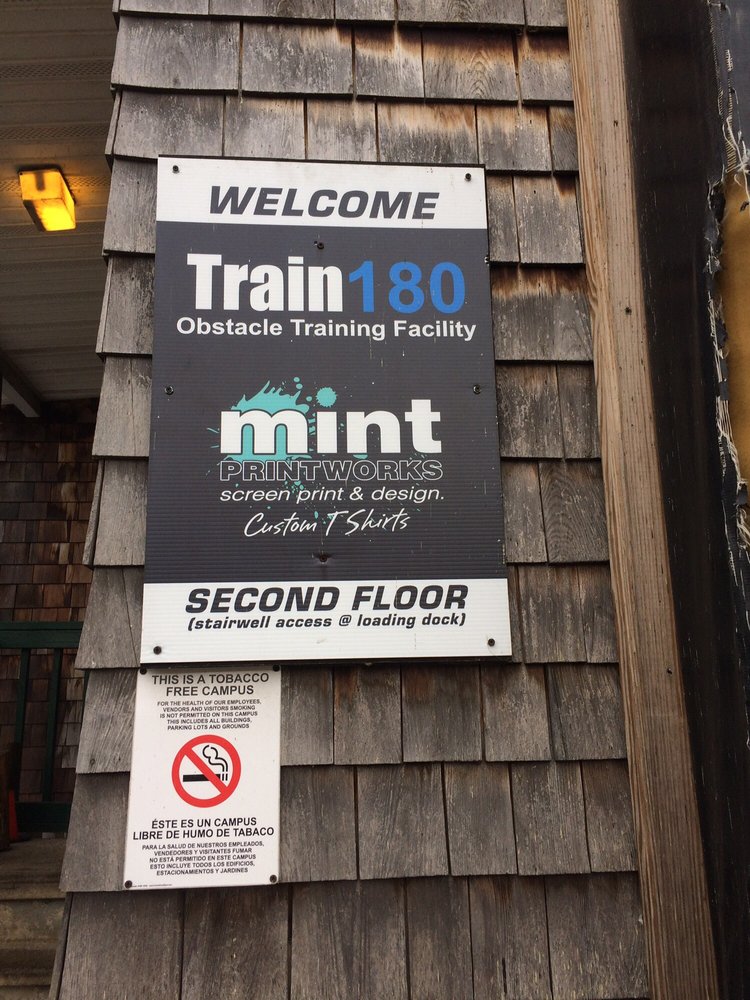 WELCOME
Train180
Obstacle Training Facility
mint
PRINTWORKS
screen print & design.
Custom T Shirts
SECOND FLOOR
(stairwell access @ loading dock)
THIS IS A TOBACCO
FREE CAMPUS
FOR THE HEALTH OF OUR EMPLOYEES,
VENDORS AND VISITORS SMOKING
IS NOT PERMITTED ON THIS CAMPUS
THIS INCLUDES ALL BUILDINGS,
PARKING LOTS AND GROUNDS
ÉSTE ES UN CAMPUS
LIBRE DE HUMO DE TABACO
PARA LA SALUD DE NUESTROS EMPLEADOS,
VENDEDORES Y VISITANTES FUMAR
NO ESTÁ PERMITIDO EN ESTE CAMPUS
ESTO INCLUYE TODOS LOS EDIFICIOS,
ESTACIONAMIENTOS Y JARDINES